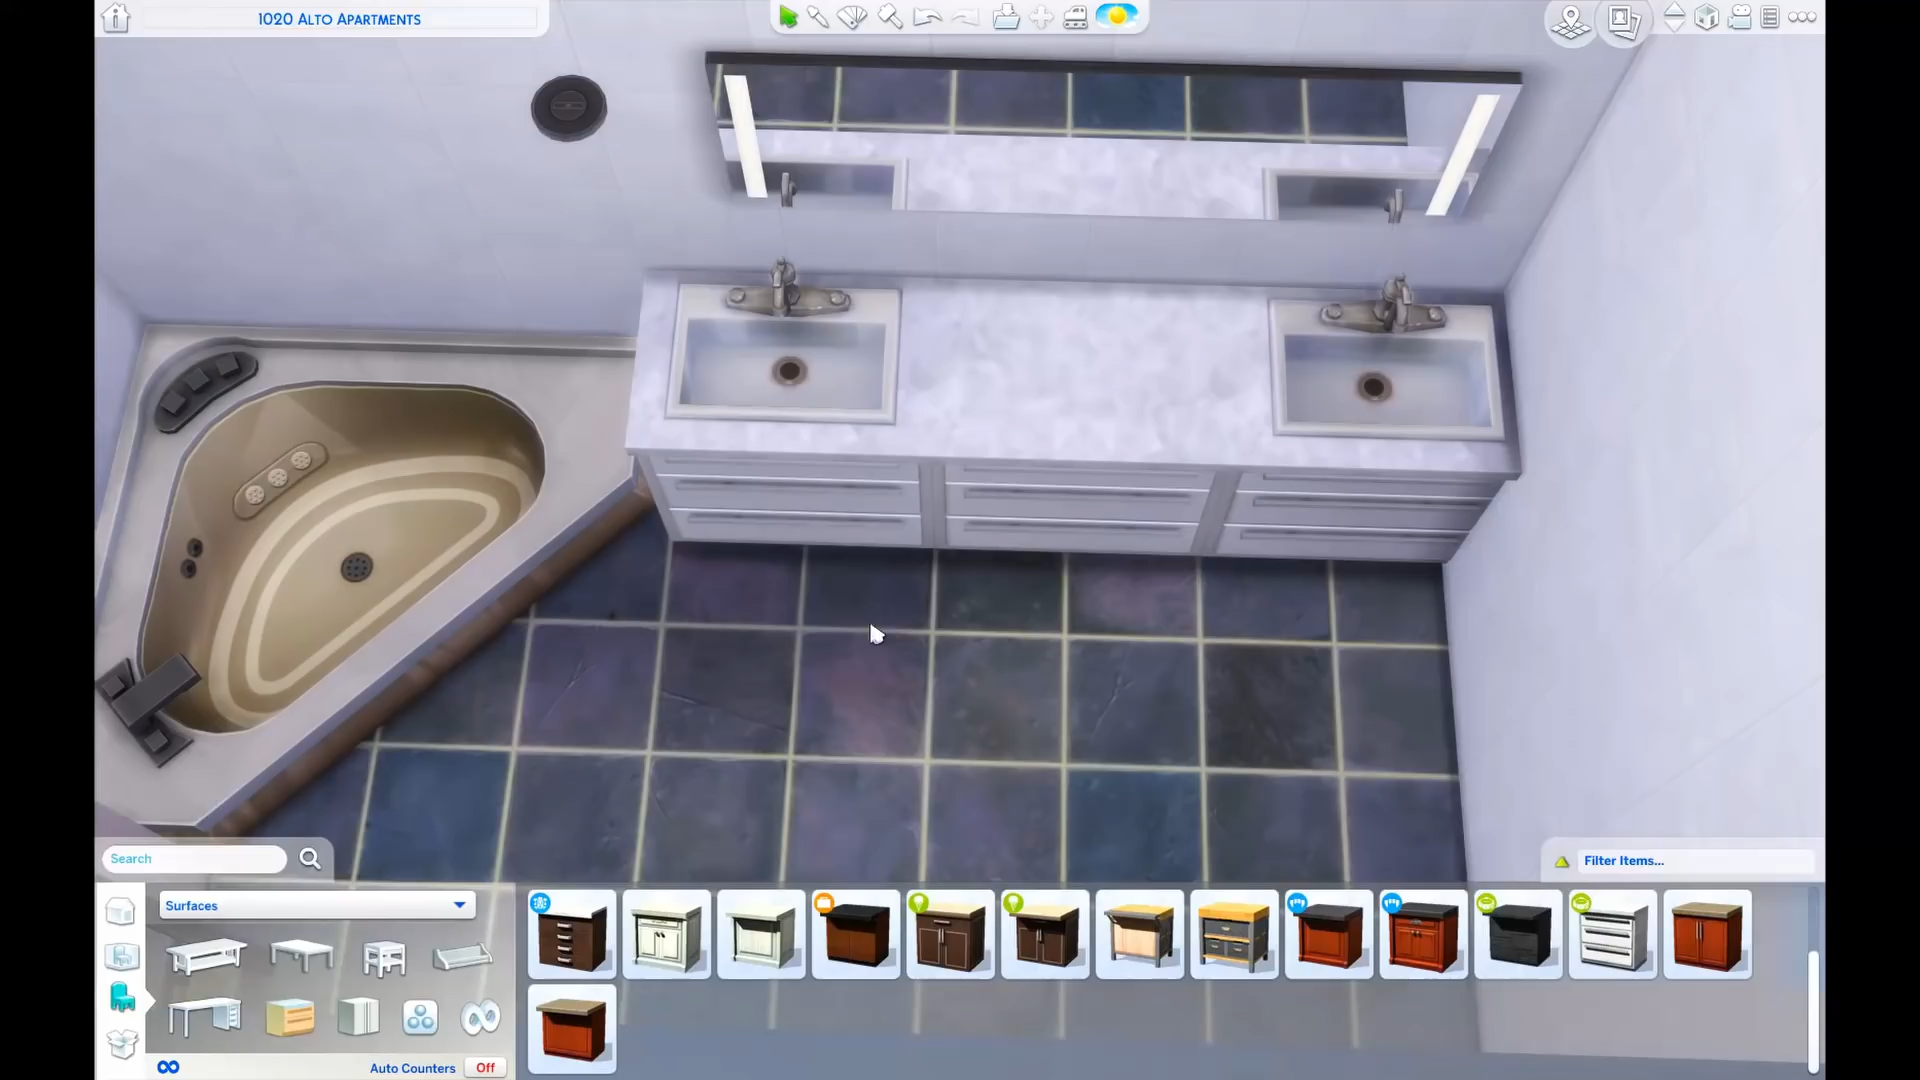 1020 Alto Apartments
Search
Filter Items...
Surfaces
Auto Counters Off